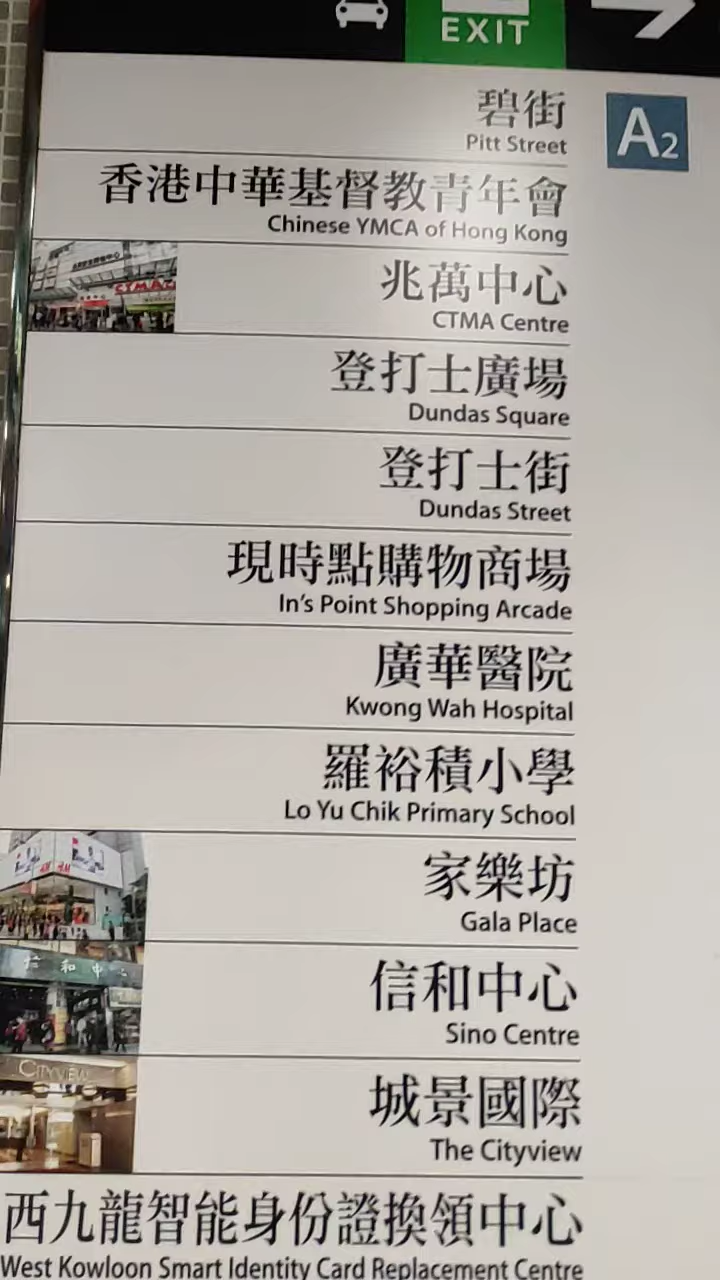 EXIT
碧街
Pitt Street
A2
香港中華基督教青年會
Chinese YMCA of Hong Kong
兆萬中心
CTMA Centre
登打士廣場
Dundas Square
登打士街
Dundas Street
現時點購物商場
In's Point Shopping Arcade
廣華醫院
Kwong Wah Hospital
羅裕積小學
Lo Yu Chik Primary School
家樂坊
Gala Place
信和中心
Sino Centre
CITYVIEW
城景國際
The Cityview
西九龍智能身份證換領中心
West Kowloon Smart Identity Card Replacement Centre